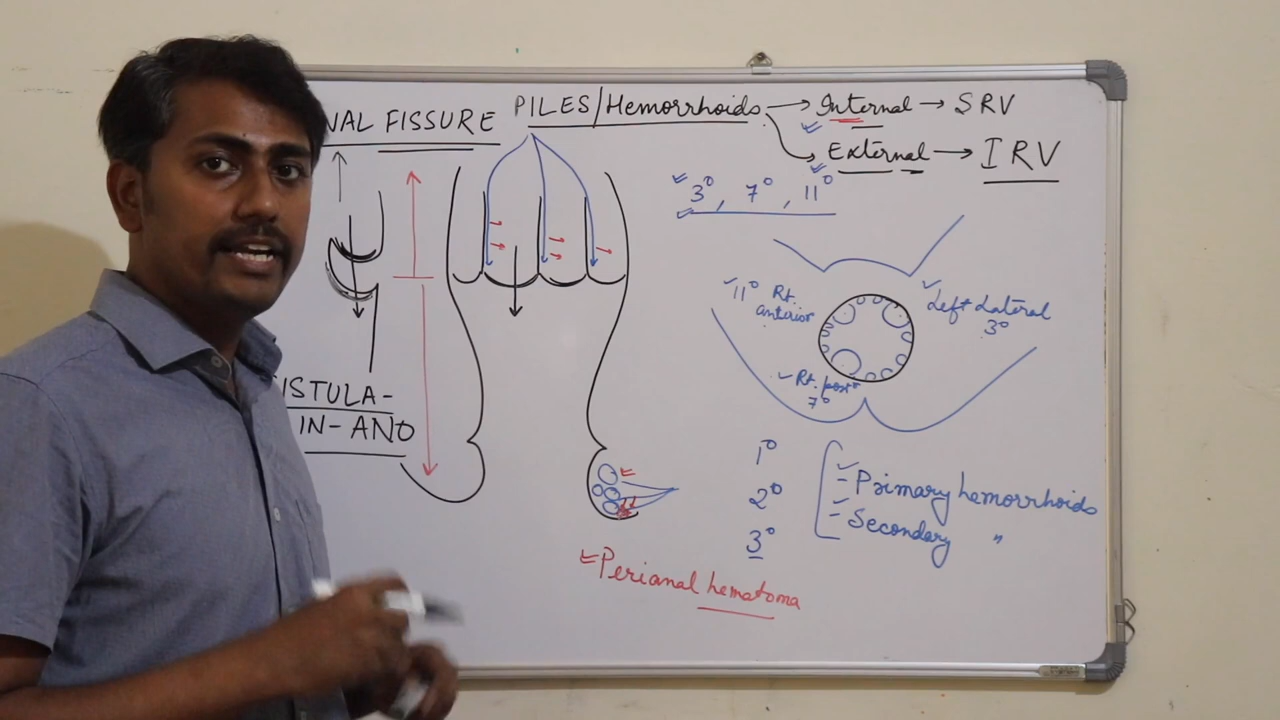 NAL FISSURE
PILES/Hemorrhoids → Internal → SRV
External → IRV
3°, 7°, 11°
11° Rt.
anterior
Left Lateral
3°
Rt. postr
7°
ISTULA-
IN-ANO
1°
2°
3°
Primary hemorrhoids
Secondary "
Perianal hematoma